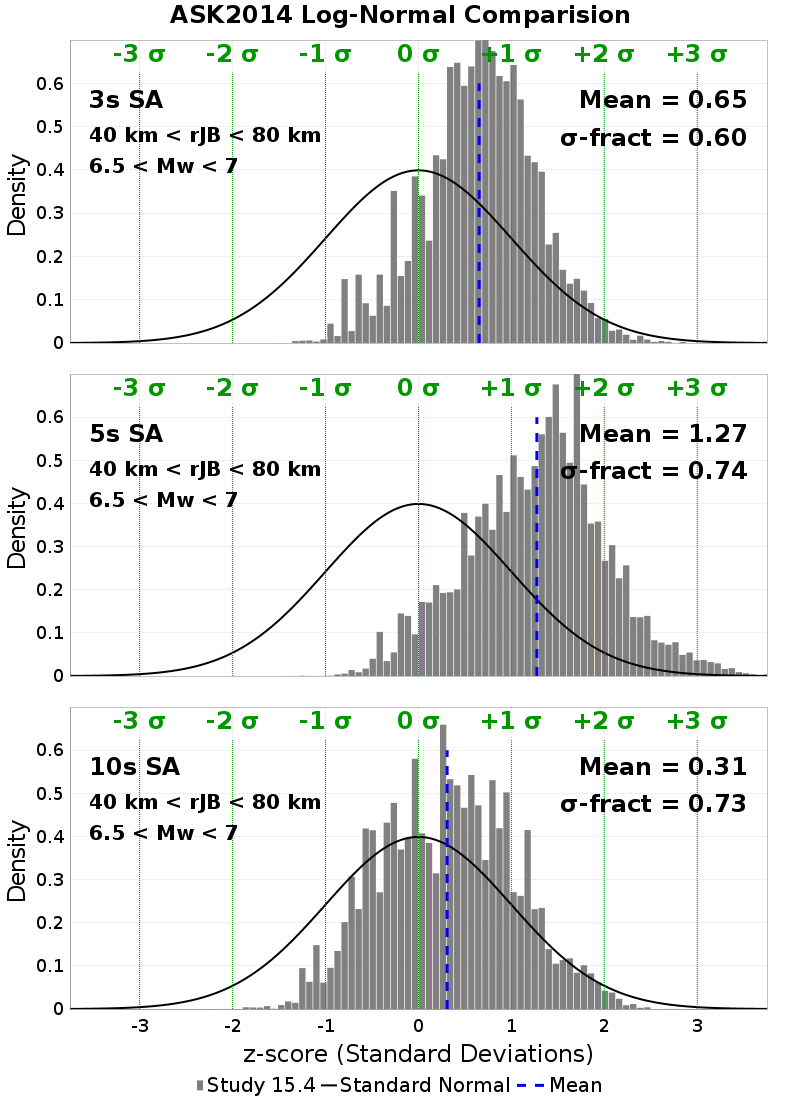 ASK2014 Log-Normal Comparision
-3 σ -2 σ -1 σ 0 σ +1 σ +2 σ +3 σ
3s SA
40 km < rJB < 80 km
6.5 < Mw < 7
Mean = 0.65
σ-fract = 0.60
Density
0.6
0.5
0.4
0.3
0.2
0.1
0
-3 σ -2 σ -1 σ 0 σ +1 σ +2 σ +3 σ
5s SA
40 km < rJB < 80 km
6.5 < Mw < 7
Mean = 1.27
σ-fract = 0.74
Density
0.6
0.5
0.4
0.3
0.2
0.1
0
-3 σ -2 σ -1 σ 0 σ +1 σ +2 σ +3 σ
10s SA
40 km < rJB < 80 km
6.5 < Mw < 7
Mean = 0.31
σ-fract = 0.73
Density
0.6
0.5
0.4
0.3
0.2
0.1
0
-3 -2 -1 0 1 2 3
z-score (Standard Deviations)
Study 15.4 Standard Normal Mean